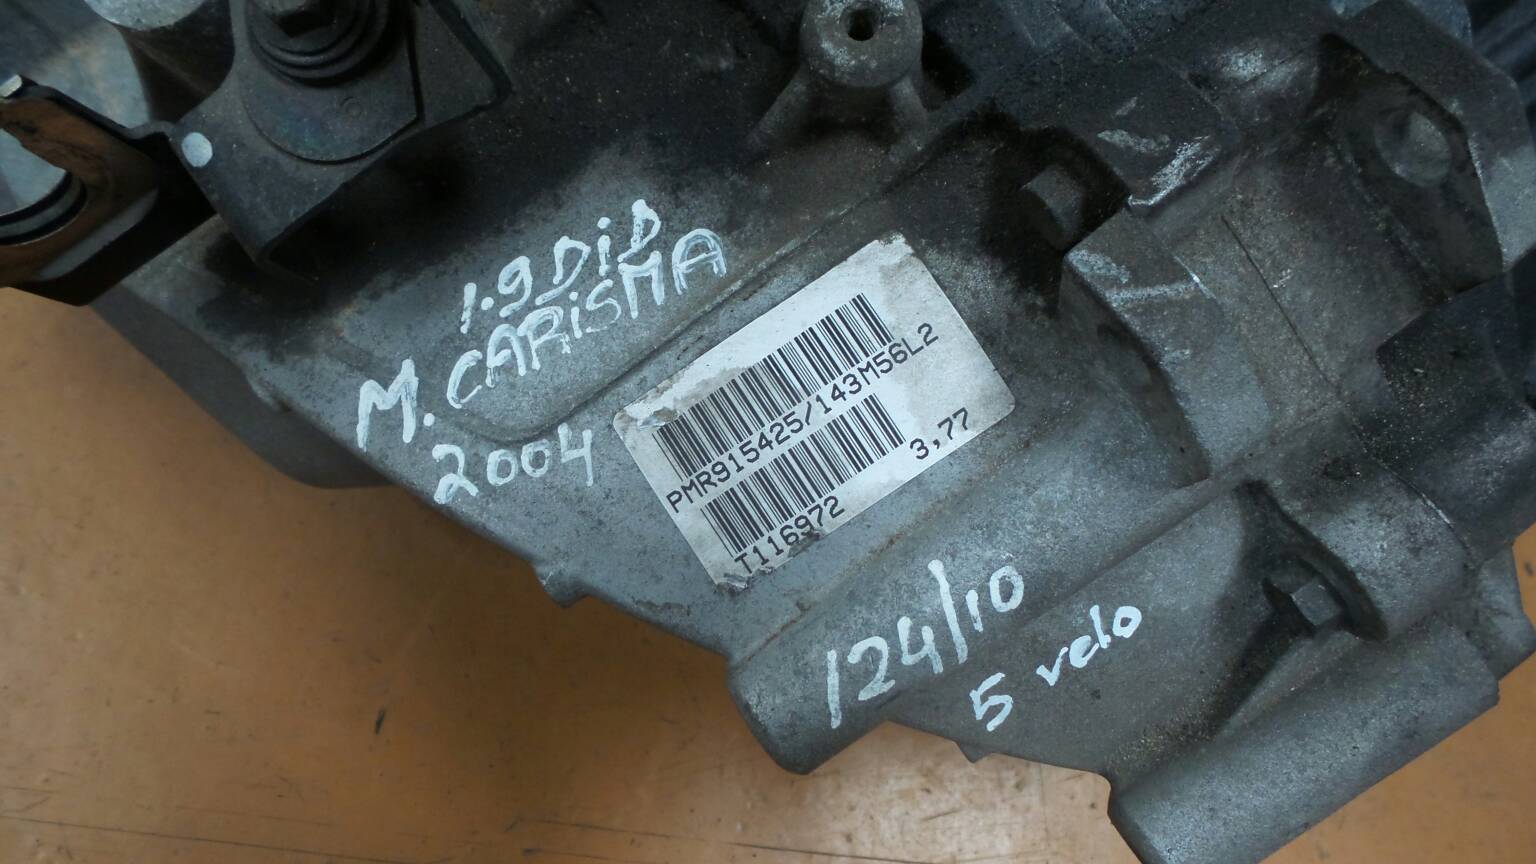 1.9 DiD
M. CARiSMA
2004
PMR915425/143M56L2
T116972
3,77
124/10
5 velo